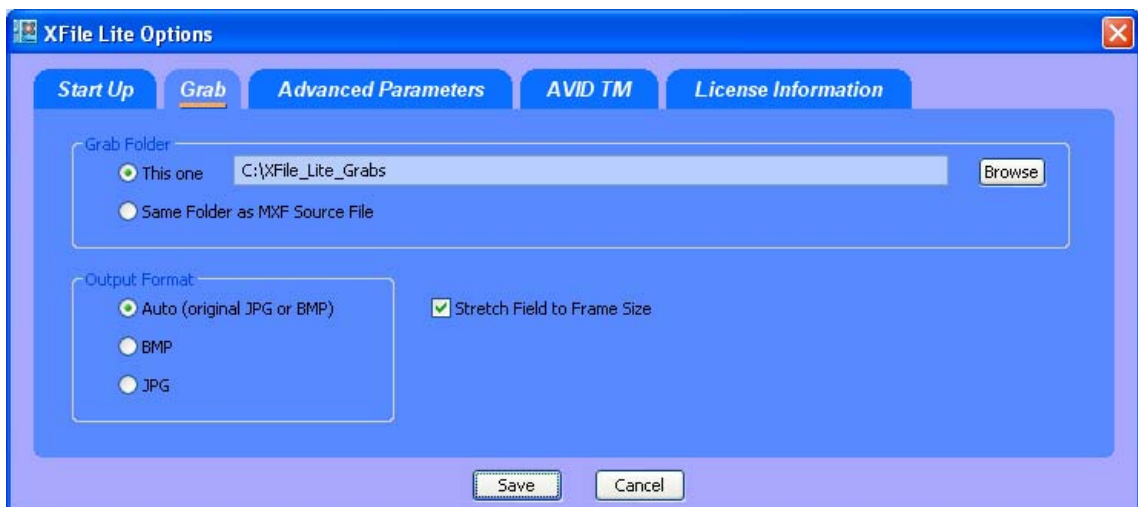 XFile Lite Options
Start Up Grab Advanced Parameters AVID TM License Information
Grab Folder
This one C:\XFile_Lite_Grabs Browse
Same Folder as MXF Source File
Output Format
Auto (original JPG or BMP) Stretch Field to Frame Size
BMP
JPG
Save Cancel